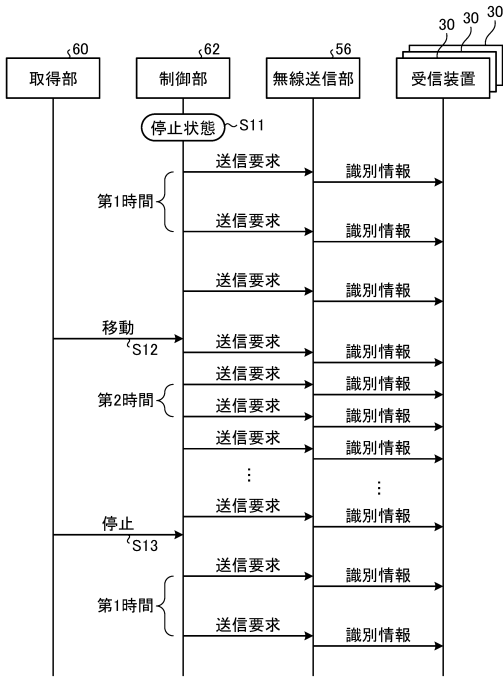 30
30
30
60
62
56
取得部
制御部
無線送信部
受信装置
停止状態
S11
送信要求
識別情報
第1時間
送信要求
識別情報
送信要求
識別情報
移動
S12
送信要求
識別情報
送信要求
識別情報
第2時間
送信要求
識別情報
送信要求
識別情報
…
…
送信要求
識別情報
停止
S13
送信要求
識別情報
第1時間
送信要求
識別情報